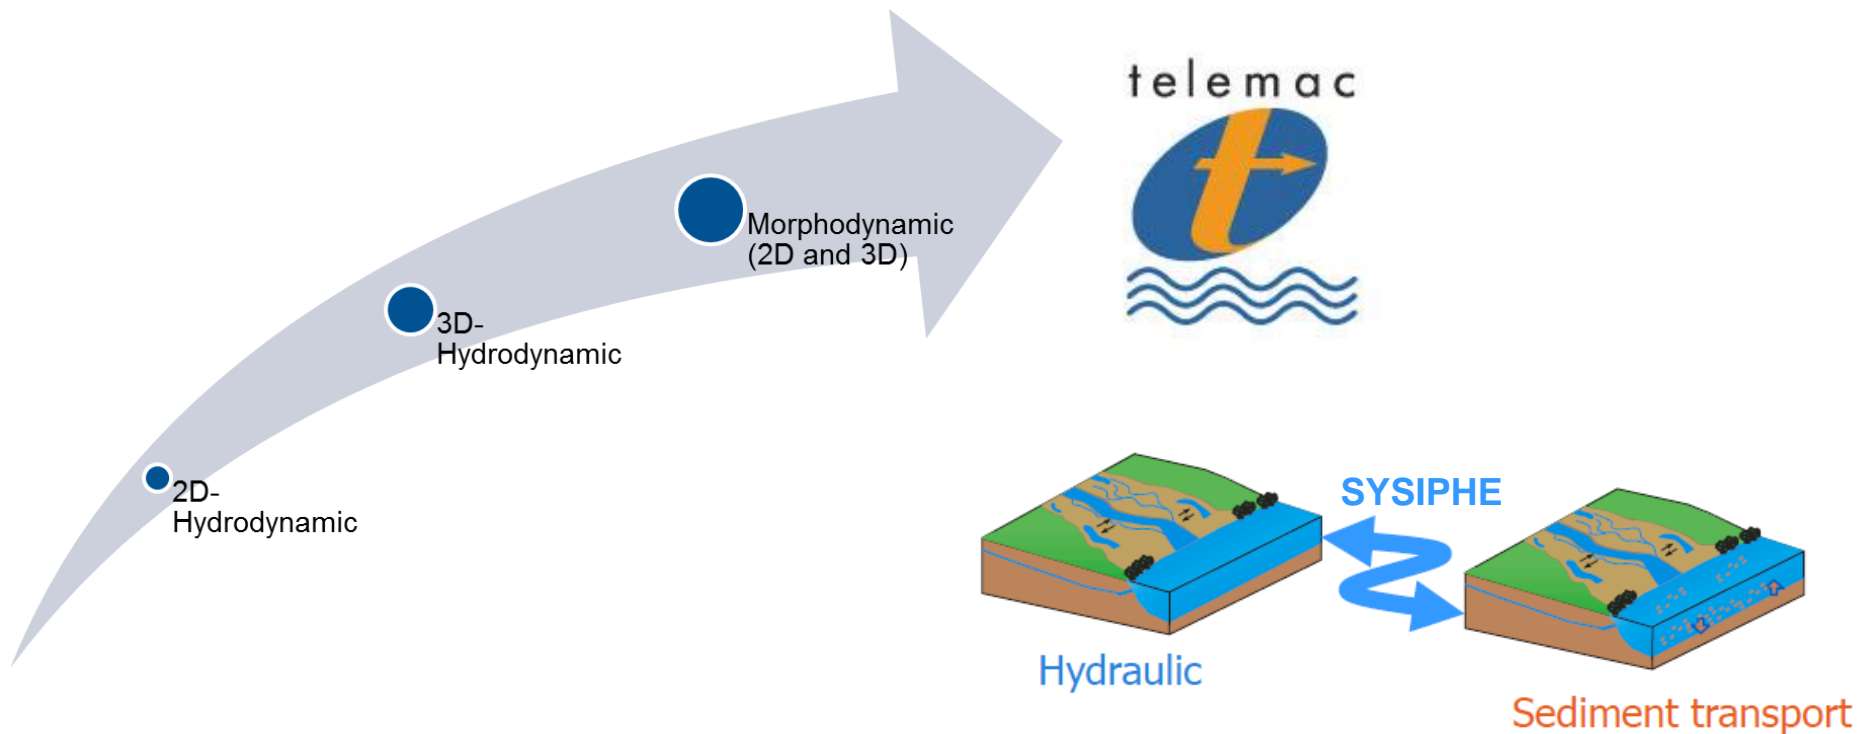 telemac
Morphodynamic
(2D and 3D)
3D-
Hydrodynamic
2D-
Hydrodynamic
SYSIPHE
Hydraulic
Sediment transport